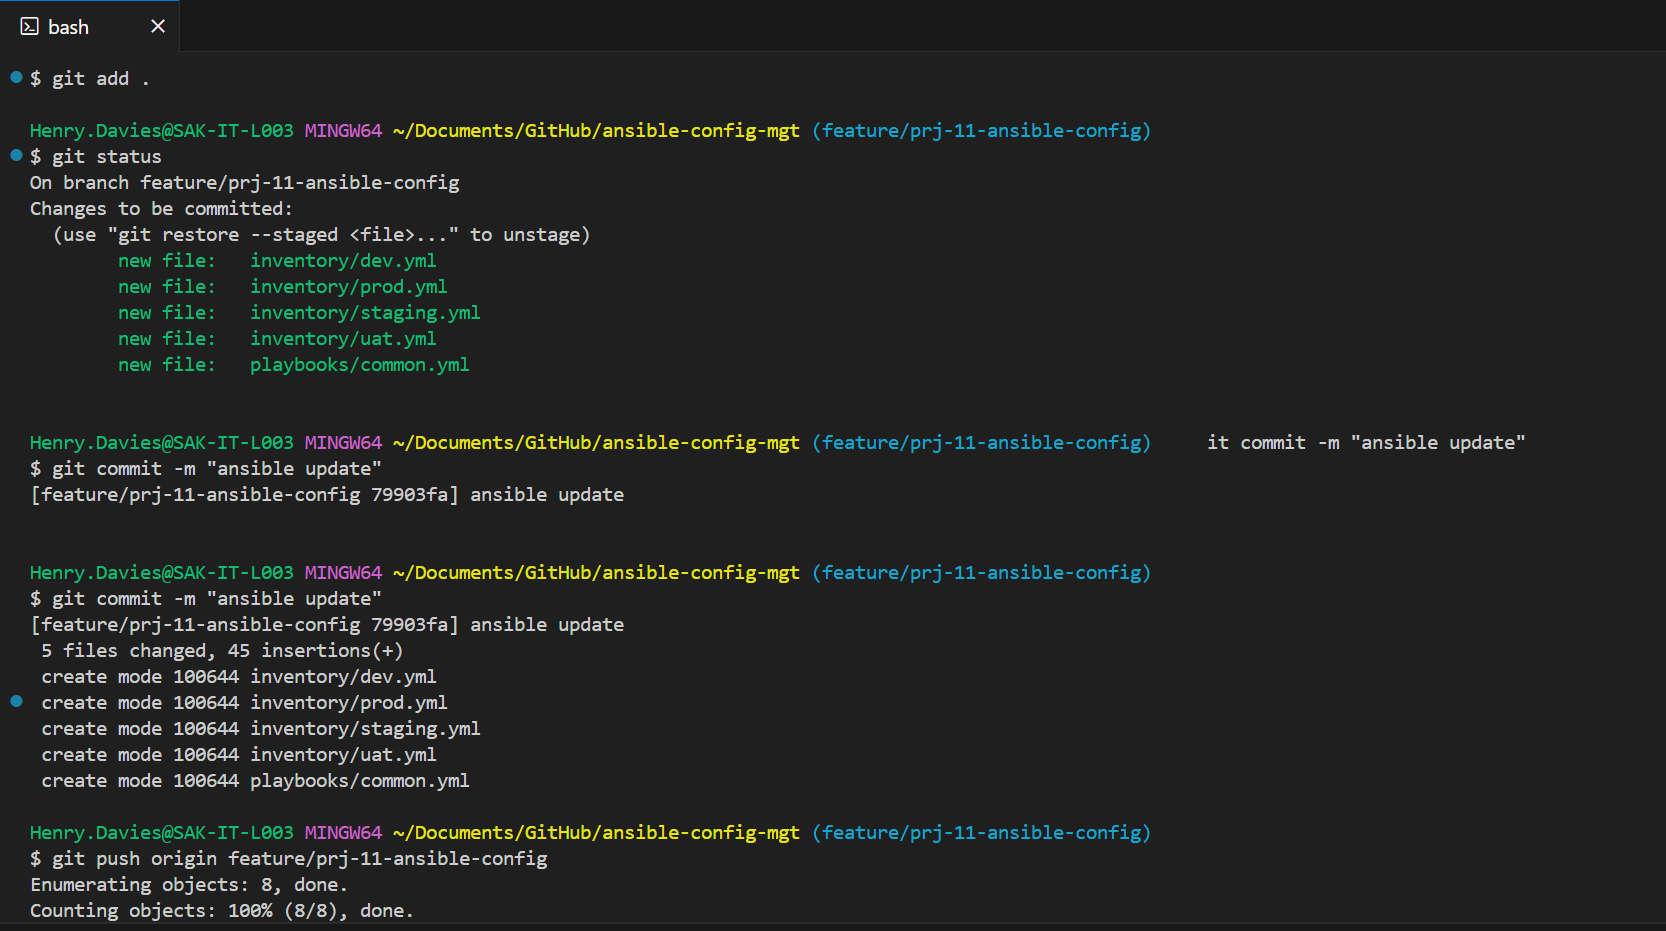 bash
$ git add .
Henry.Davies@SAK-IT-L003 MINGW64 ~/Documents/GitHub/ansible-config-mgt (feature/prj-11-ansible-config)
$ git status
On branch feature/prj-11-ansible-config
Changes to be committed:
  (use "git restore --staged <file>..." to unstage)
        new file:   inventory/dev.yml
        new file:   inventory/prod.yml
        new file:   inventory/staging.yml
        new file:   inventory/uat.yml
        new file:   playbooks/common.yml
Henry.Davies@SAK-IT-L003 MINGW64 ~/Documents/GitHub/ansible-config-mgt (feature/prj-11-ansible-config)     it commit -m "ansible update"
$ git commit -m "ansible update"
[feature/prj-11-ansible-config 79903fa] ansible update
Henry.Davies@SAK-IT-L003 MINGW64 ~/Documents/GitHub/ansible-config-mgt (feature/prj-11-ansible-config)
$ git commit -m "ansible update"
[feature/prj-11-ansible-config 79903fa] ansible update
 5 files changed, 45 insertions(+)
 create mode 100644 inventory/dev.yml
 create mode 100644 inventory/prod.yml
 create mode 100644 inventory/staging.yml
 create mode 100644 inventory/uat.yml
 create mode 100644 playbooks/common.yml
Henry.Davies@SAK-IT-L003 MINGW64 ~/Documents/GitHub/ansible-config-mgt (feature/prj-11-ansible-config)
$ git push origin feature/prj-11-ansible-config
Enumerating objects: 8, done.
Counting objects: 100% (8/8), done.